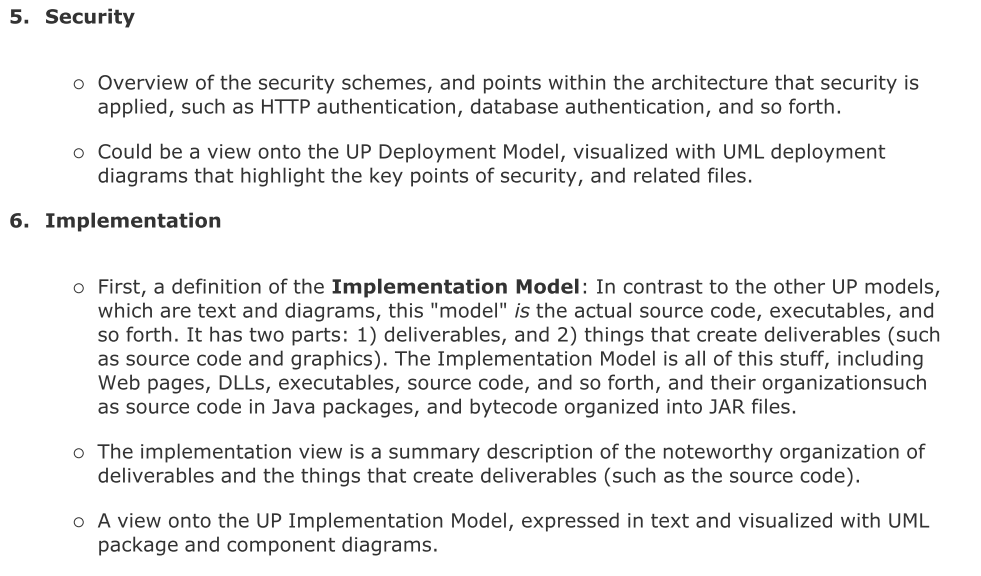 5. Security
○ Overview of the security schemes, and points within the architecture that security is
applied, such as HTTP authentication, database authentication, and so forth.
○ Could be a view onto the UP Deployment Model, visualized with UML deployment
diagrams that highlight the key points of security, and related files.
6. Implementation
○ First, a definition of the Implementation Model: In contrast to the other UP models,
which are text and diagrams, this "model" is the actual source code, executables, and
so forth. It has two parts: 1) deliverables, and 2) things that create deliverables (such
as source code and graphics). The Implementation Model is all of this stuff, including
Web pages, DLLs, executables, source code, and so forth, and their organizationsuch
as source code in Java packages, and bytecode organized into JAR files.
○ The implementation view is a summary description of the noteworthy organization of
deliverables and the things that create deliverables (such as the source code).
○ A view onto the UP Implementation Model, expressed in text and visualized with UML
package and component diagrams.